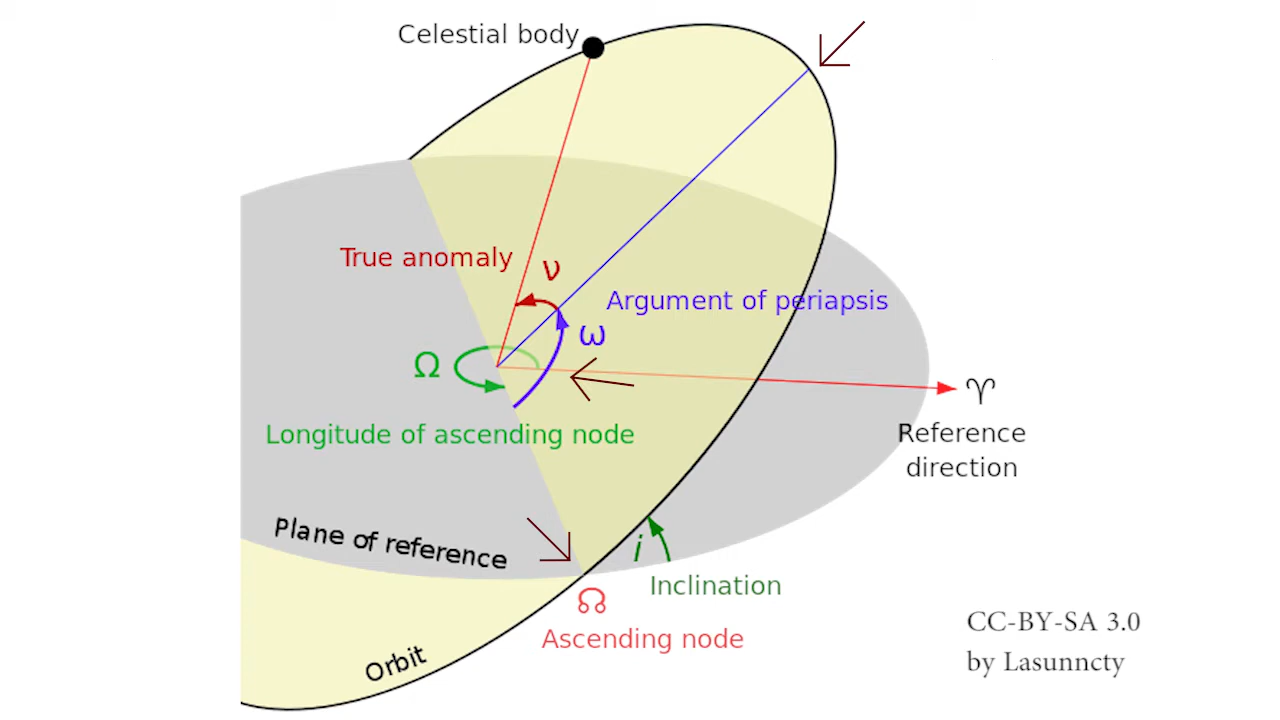 Celestial body
True anomaly
ν
Argument of periapsis
ω
Ω
♈
Longitude of ascending node
Reference
direction
Plane of reference
i
Inclination
☊
Ascending node
CC-BY-SA 3.0
by Lasunncty
Orbit